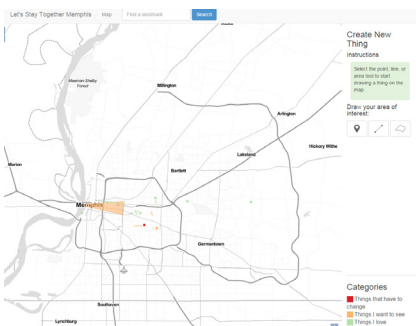 Let's Stay Together Memphis Map Find a landmark Search
Create New
Thing
Instructions
Select the point, line, or
area tool to start
drawing a thing on the
map.
Draw your area of
interest:
Meeman-Shelby
Forest
Millington
Arlington
Hickory Withe
Lakeland
Marion
Bartlett
Memphis
Germantown
Southaven
Lynchburg
Categories
Things that have to
change
Things I want to see
Things I love